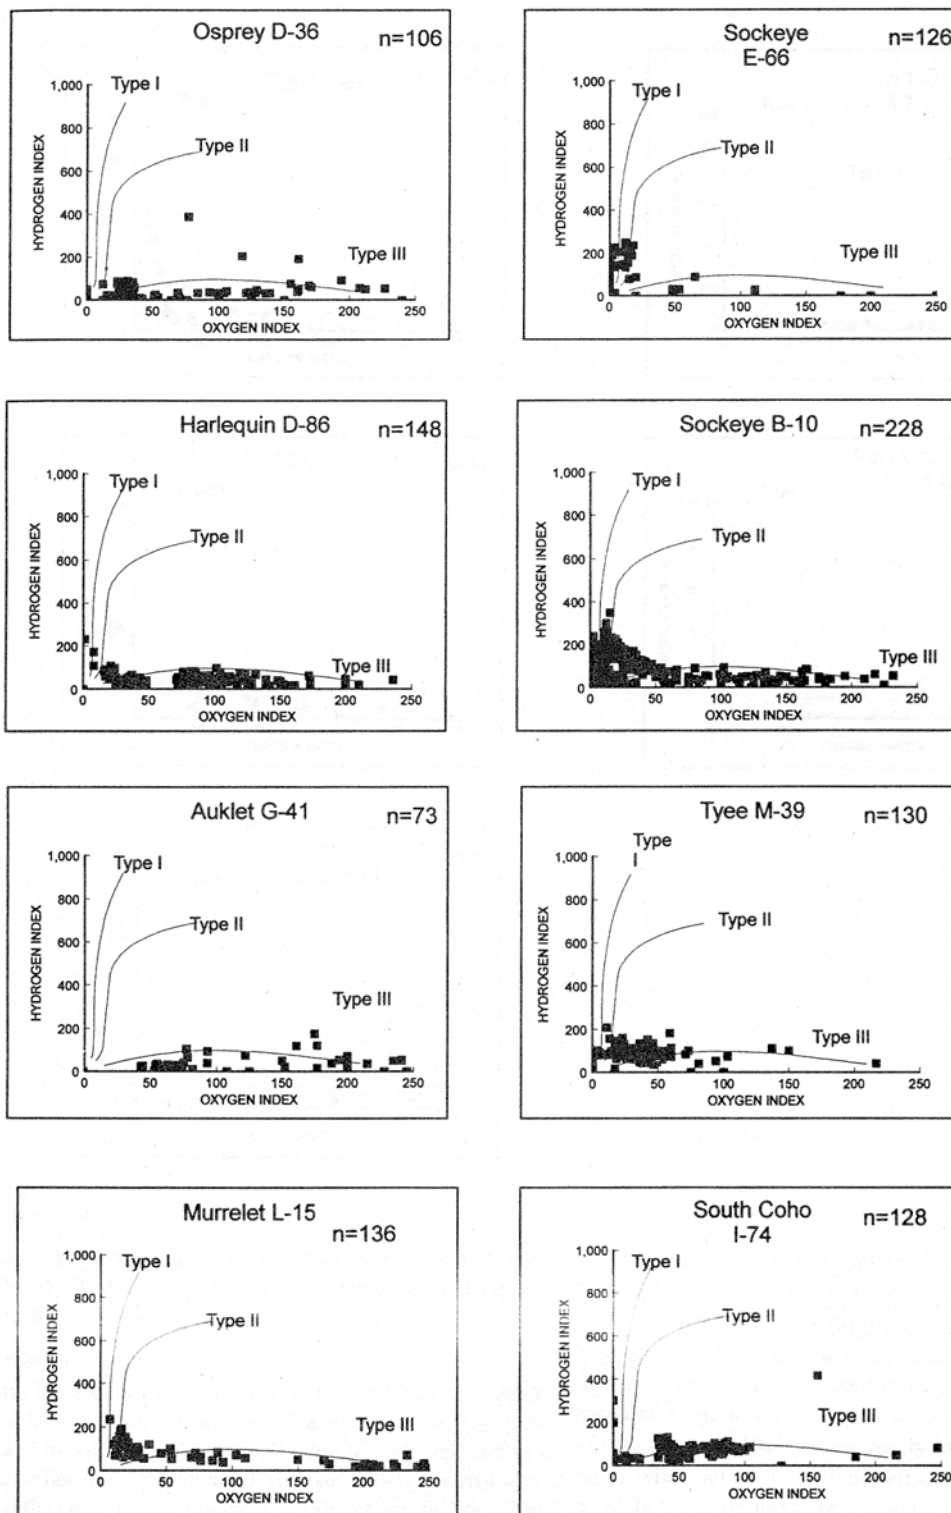 Osprey D-36
n=106
HYDROGEN INDEX
1,000
800
600
400
200
0
Type I
Type II
Type III
0 50 100 150 200 250
OXYGEN INDEX
Sockeye
E-66
n=126
HYDROGEN INDEX
1,000
800
600
400
200
0
Type I
Type II
Type III
0 50 100 150 200 250
OXYGEN INDEX
Harlequin D-86
n=148
HYDROGEN INDEX
1,000
800
600
400
200
0
Type I
Type II
Type III
0 50 100 150 200 250
OXYGEN INDEX
Sockeye B-10
n=228
HYDROGEN INDEX
1,000
800
600
400
200
0
Type I
Type II
Type III
0 50 100 150 200 250
OXYGEN INDEX
Auklet G-41
n=73
HYDROGEN INDEX
1,000
800
600
400
200
0
Type I
Type II
Type III
0 50 100 150 200 250
OXYGEN INDEX
Tyee M-39
n=130
HYDROGEN INDEX
1,000
800
600
400
200
0
Type
I
Type II
Type III
0 50 100 150 200 250
OXYGEN INDEX
Murrelet L-15
n=136
HYDROGEN INDEX
1,000
800
600
400
200
0
Type I
Type II
Type III
0 50 100 150 200 250
OXYGEN INDEX
South Coho
I-74
n=128
HYDROGEN INDEX
1,000
800
600
400
200
0
Type I
Type II
Type III
0 50 100 150 200 250
OXYGEN INDEX